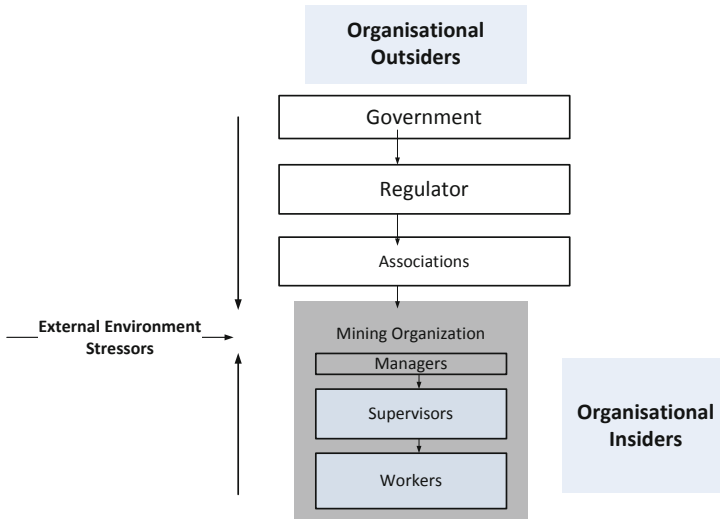 Organisational
Outsiders
Government
Regulator
Associations
External Environment
Stressors
Mining Organization
Managers
Supervisors
Workers
Organisational
Insiders